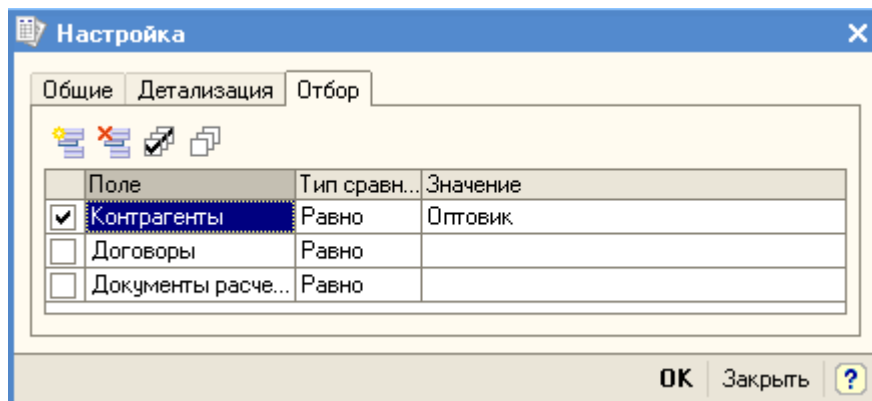 Настройка
Общие Детализация Отбор
Поле Тип сравн... Значение
Контрагенты Равно Оптовик
Договоры Равно
Документы расче... Равно
OK Закрыть ?